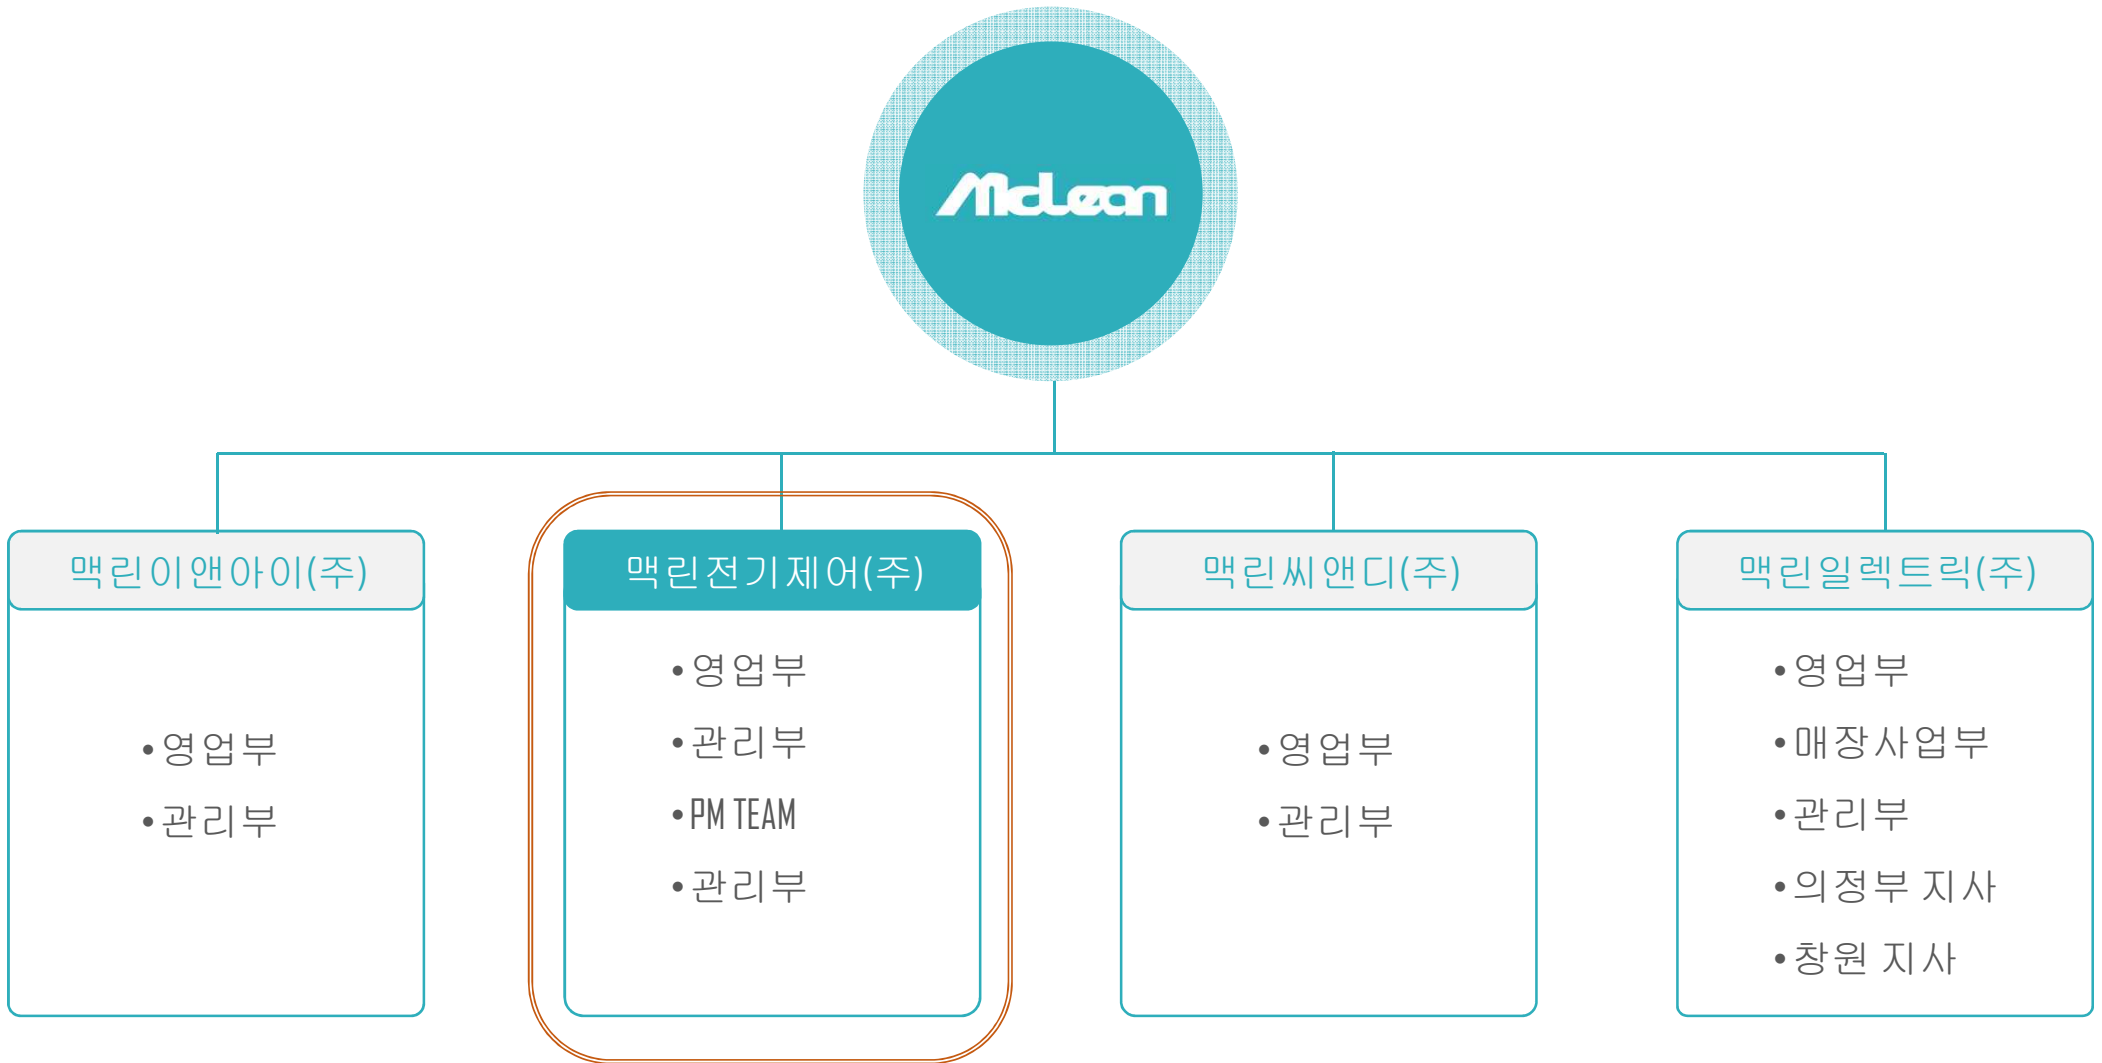 McLean
맥린이앤아이(주)
•영업부
•관리부
맥린전기제어(주)
•영업부
•관리부
•PM TEAM
•관리부
맥린씨앤디(주)
•영업부
•관리부
맥린일렉트릭(주)
•영업부
•매장사업부
•관리부
•의정부 지사
•창원 지사